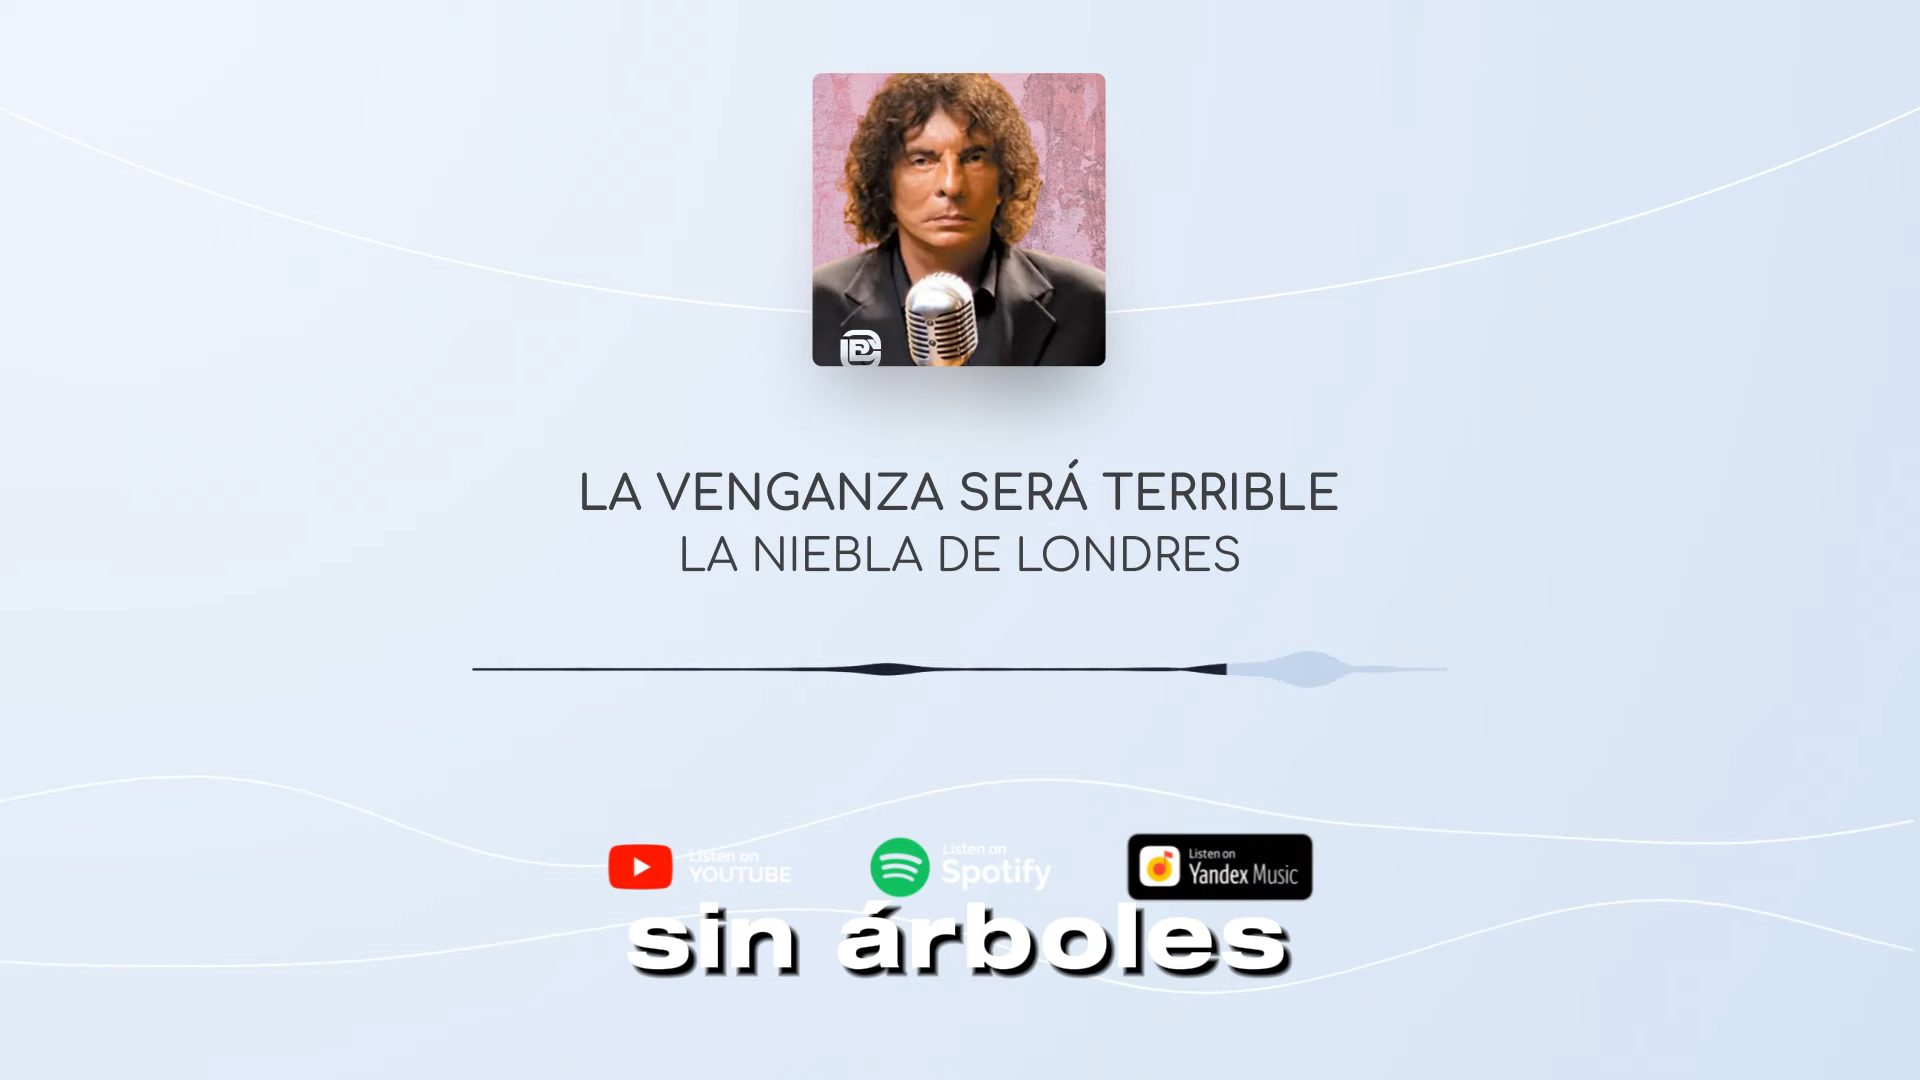 LA VENGANZA SERÁ TERRIBLE
LA NIEBLA DE LONDRES
Listen on
YOUTUBE
Listen on
Spotify
Listen on
Yandex Music
sin árboles